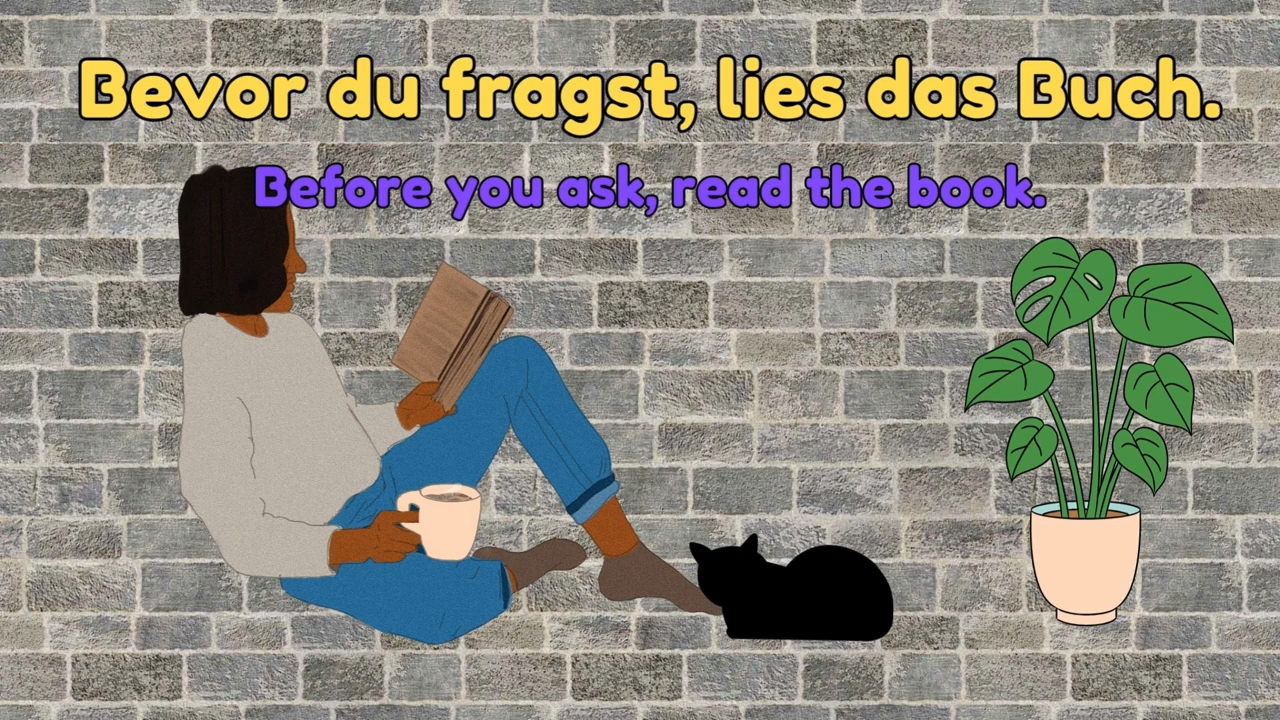 Bevor du fragst, lies das Buch.
Before you ask, read the book.